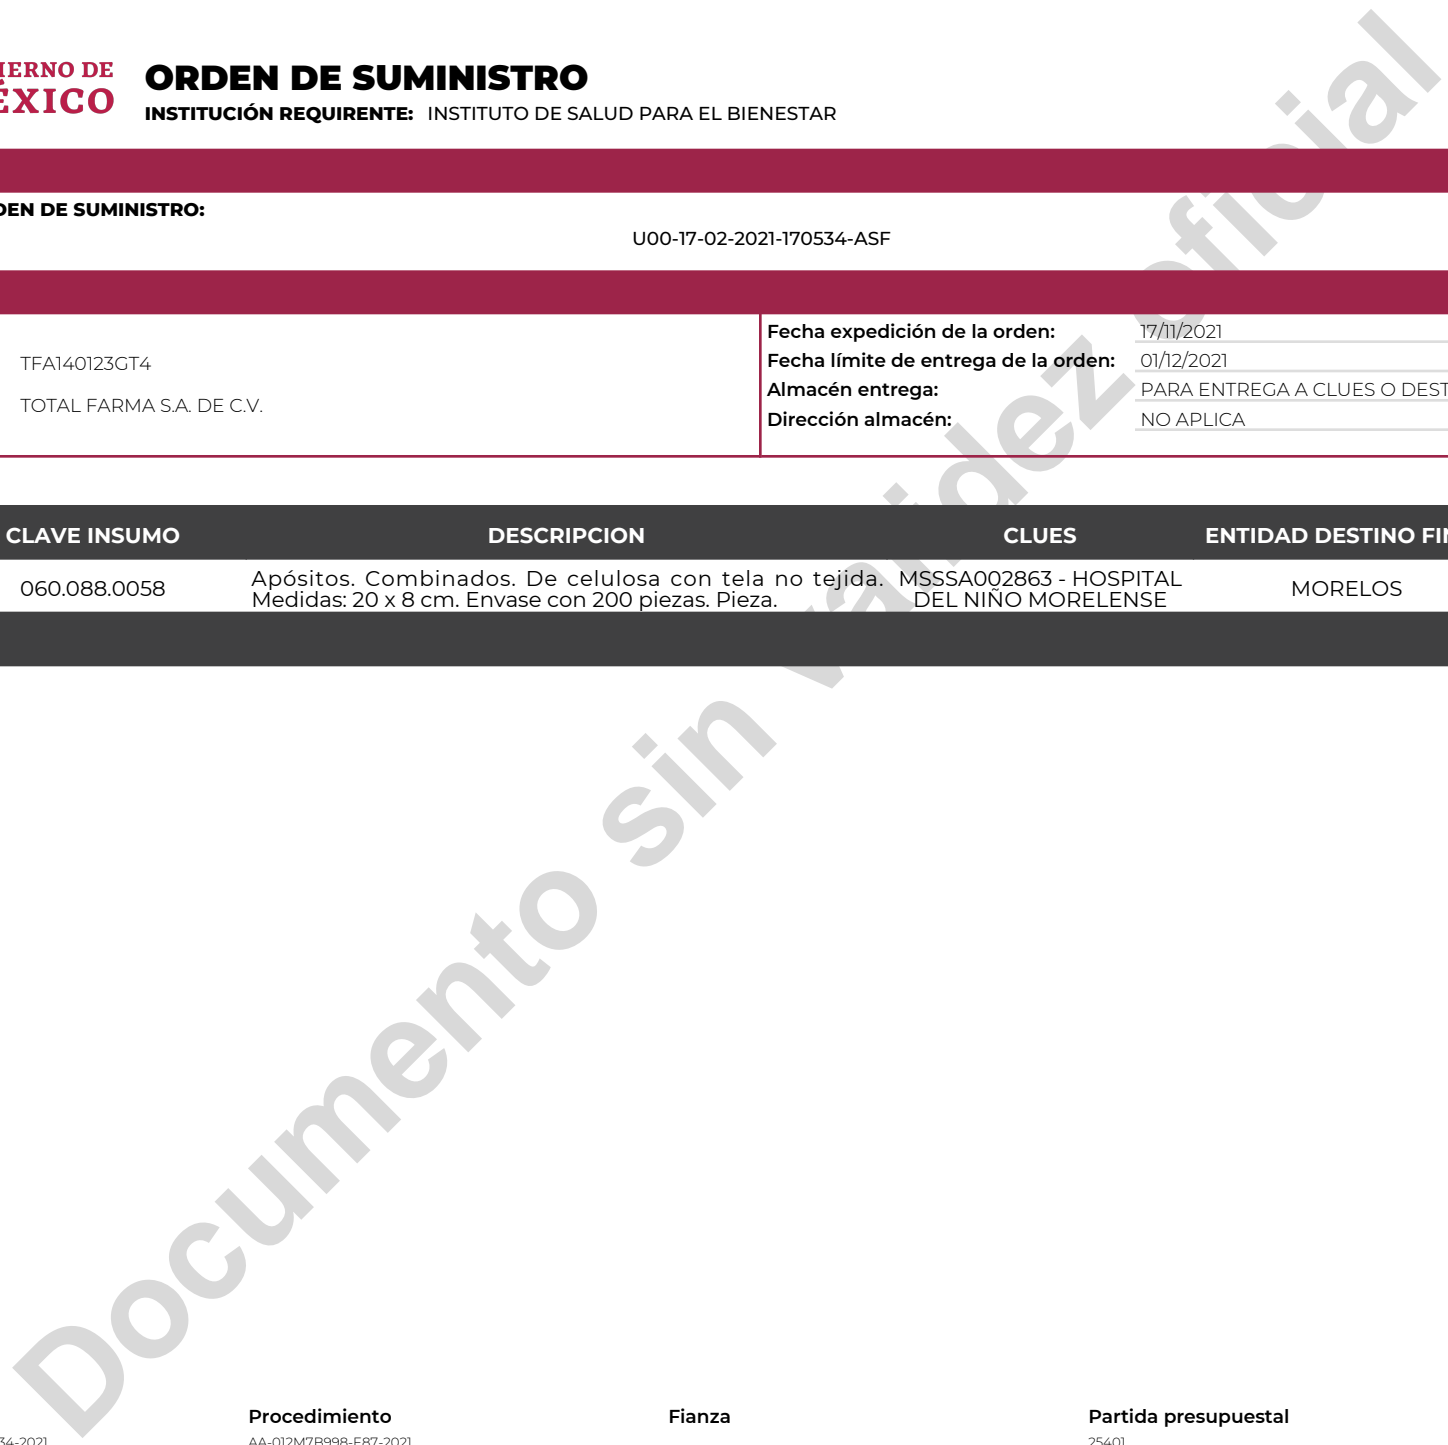 IERNO DE
ÉXICO
ORDEN DE SUMINISTRO
INSTITUCIÓN REQUIRENTE: INSTITUTO DE SALUD PARA EL BIENESTAR
DEN DE SUMINISTRO:
U00-17-02-2021-170534-ASF
TFA140123GT4
TOTAL FARMA S.A. DE C.V.
Fecha expedición de la orden: 17/11/2021
Fecha límite de entrega de la orden: 01/12/2021
Almacén entrega: PARA ENTREGA A CLUES O DEST
Dirección almacén: NO APLICA
CLAVE INSUMO DESCRIPCION CLUES ENTIDAD DESTINO FIN
060.088.0058
Apósitos. Combinados. De celulosa con tela no tejida.
Medidas: 20 x 8 cm. Envase con 200 piezas. Pieza.
MSSSA002863 - HOSPITAL
DEL NIÑO MORELENSE
MORELOS
Documento sin validez oficial
Procedimiento Fianza Partida presupuestal
34-2021 AA-012M7B998-E87-2021 25401